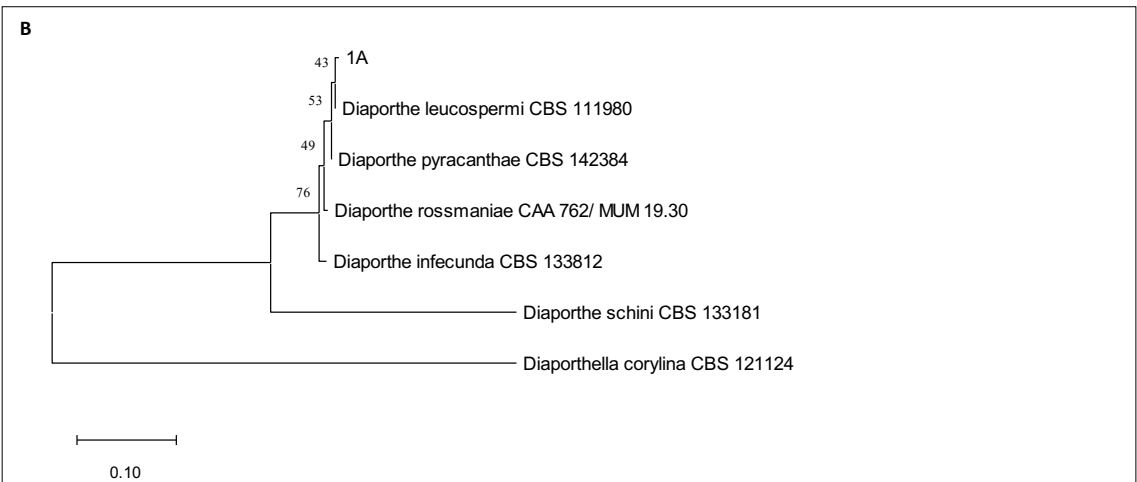 B
43
1A
53
Diaporthe leucospermi CBS 111980
49
Diaporthe pyracanthae CBS 142384
76
Diaporthe rossmaniae CAA 762/ MUM 19.30
Diaporthe infecunda CBS 133812
Diaporthe schini CBS 133181
Diaporthella corylina CBS 121124
0.10